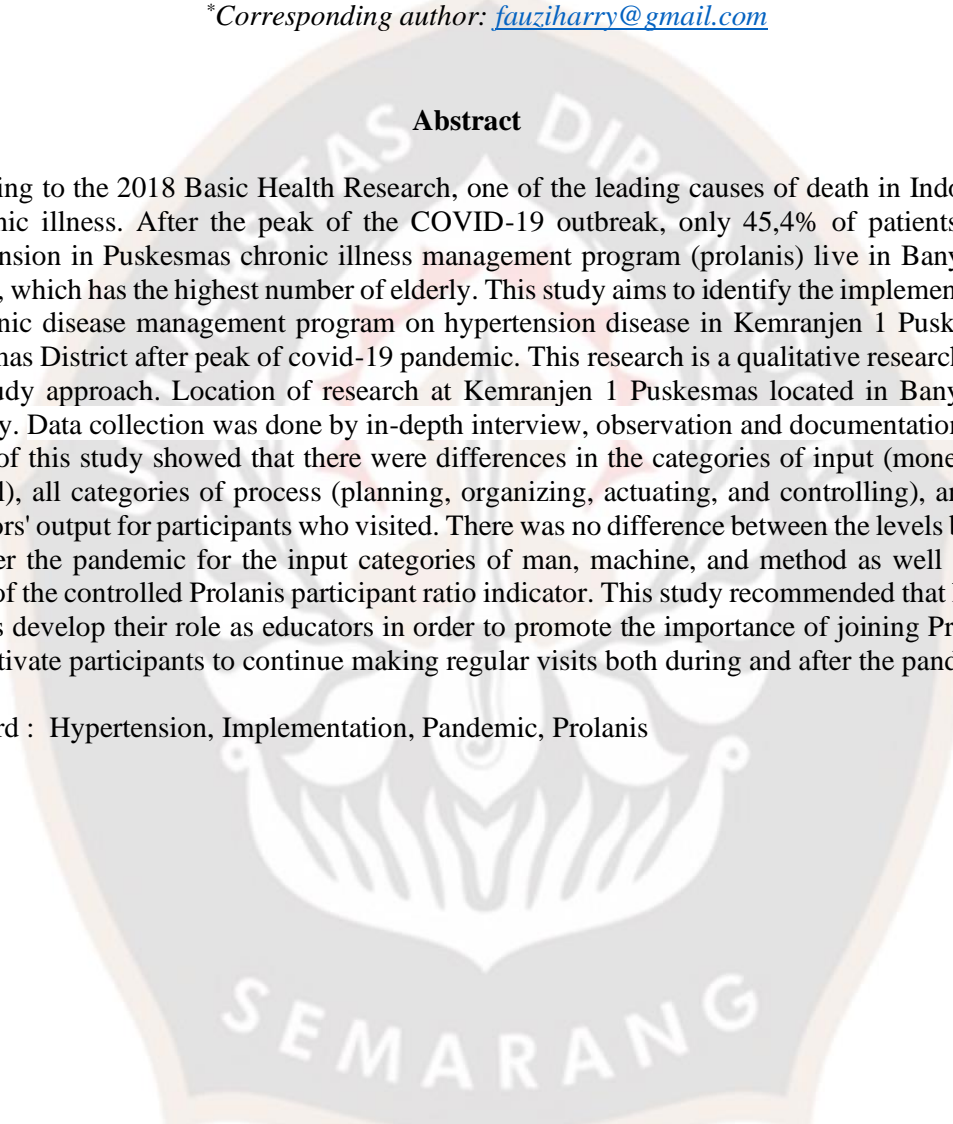 *Corresponding author: fauziharry@gmail.com
Abstract
ing to the 2018 Basic Health Research, one of the leading causes of death in Indo
nic illness. After the peak of the COVID-19 outbreak, only 45,4% of patients
nsion in Puskesmas chronic illness management program (prolanis) live in Bany
, which has the highest number of elderly. This study aims to identify the implemen
nic disease management program on hypertension disease in Kemranjen 1 Pusk
nas District after peak of covid-19 pandemic. This research is a qualitative research
udy approach. Location of research at Kemranjen 1 Puskesmas located in Bany
y. Data collection was done by in-depth interview, observation and documentation
of this study showed that there were differences in the categories of input (mone
l), all categories of process (planning, organizing, actuating, and controlling), an
ors' output for participants who visited. There was no difference between the levels b
er the pandemic for the input categories of man, machine, and method as well
of the controlled Prolanis participant ratio indicator. This study recommended that
s develop their role as educators in order to promote the importance of joining Pr
tivate participants to continue making regular visits both during and after the pand
rd : Hypertension, Implementation, Pandemic, Prolanis
UNIVERSITAS DIPONEGORO
SEMARANG